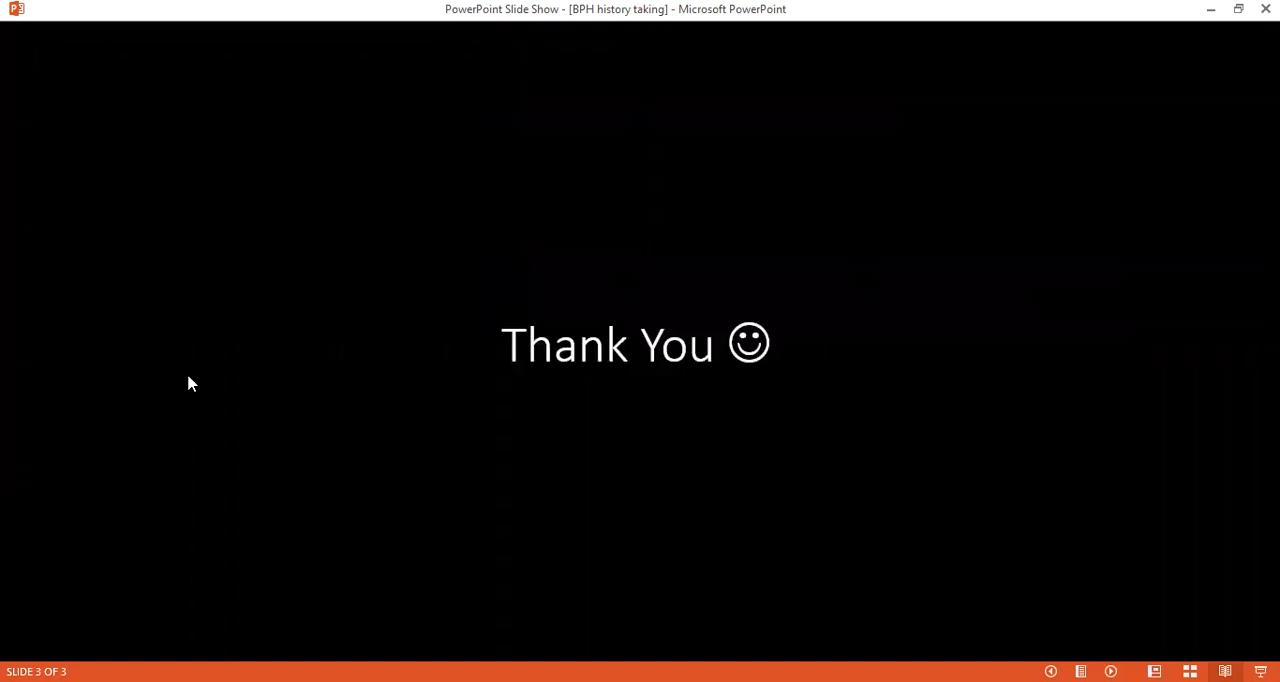 PowerPoint Slide Show - [BPH history taking] - Microsoft PowerPoint
Thank You ☺
SLIDE 3 OF 3